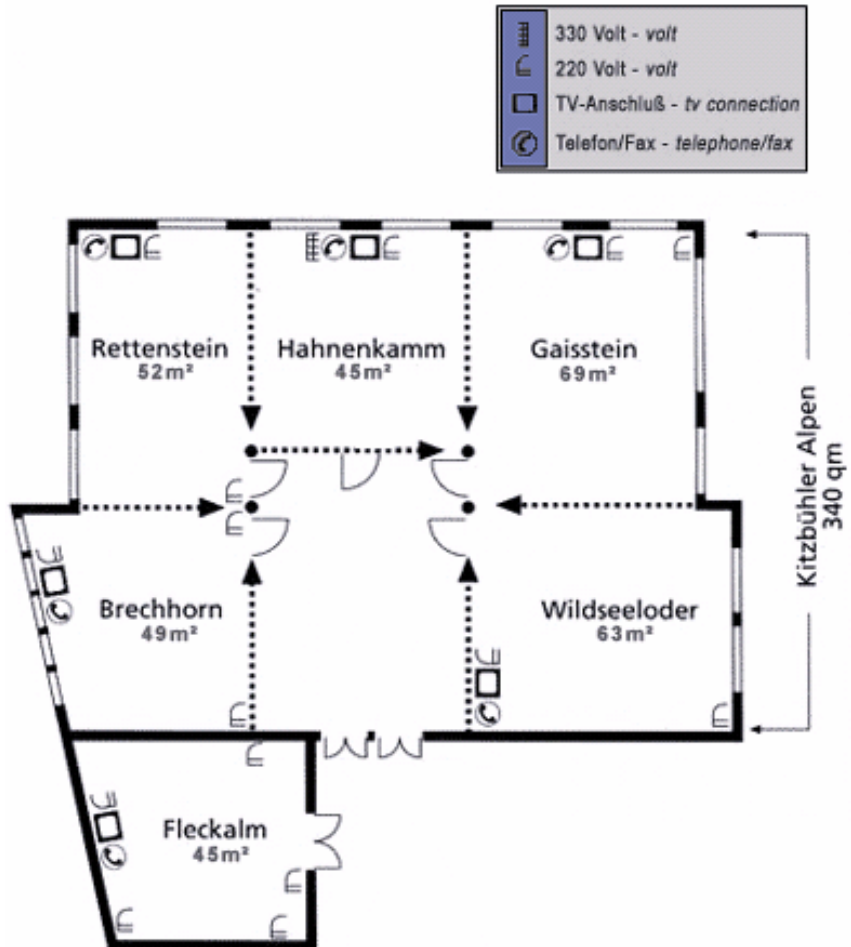 330 Volt - volt
220 Volt - volt
TV-Anschluß - tv connection
Telefon/Fax - telephone/fax
Rettenstein
52m²
Hahnenkamm
45m²
Gaisstein
69m²
Kitzbühler Alpen
340 qm
Brechhorn
49m²
Wildseeloder
63m²
Fleckalm
45m²